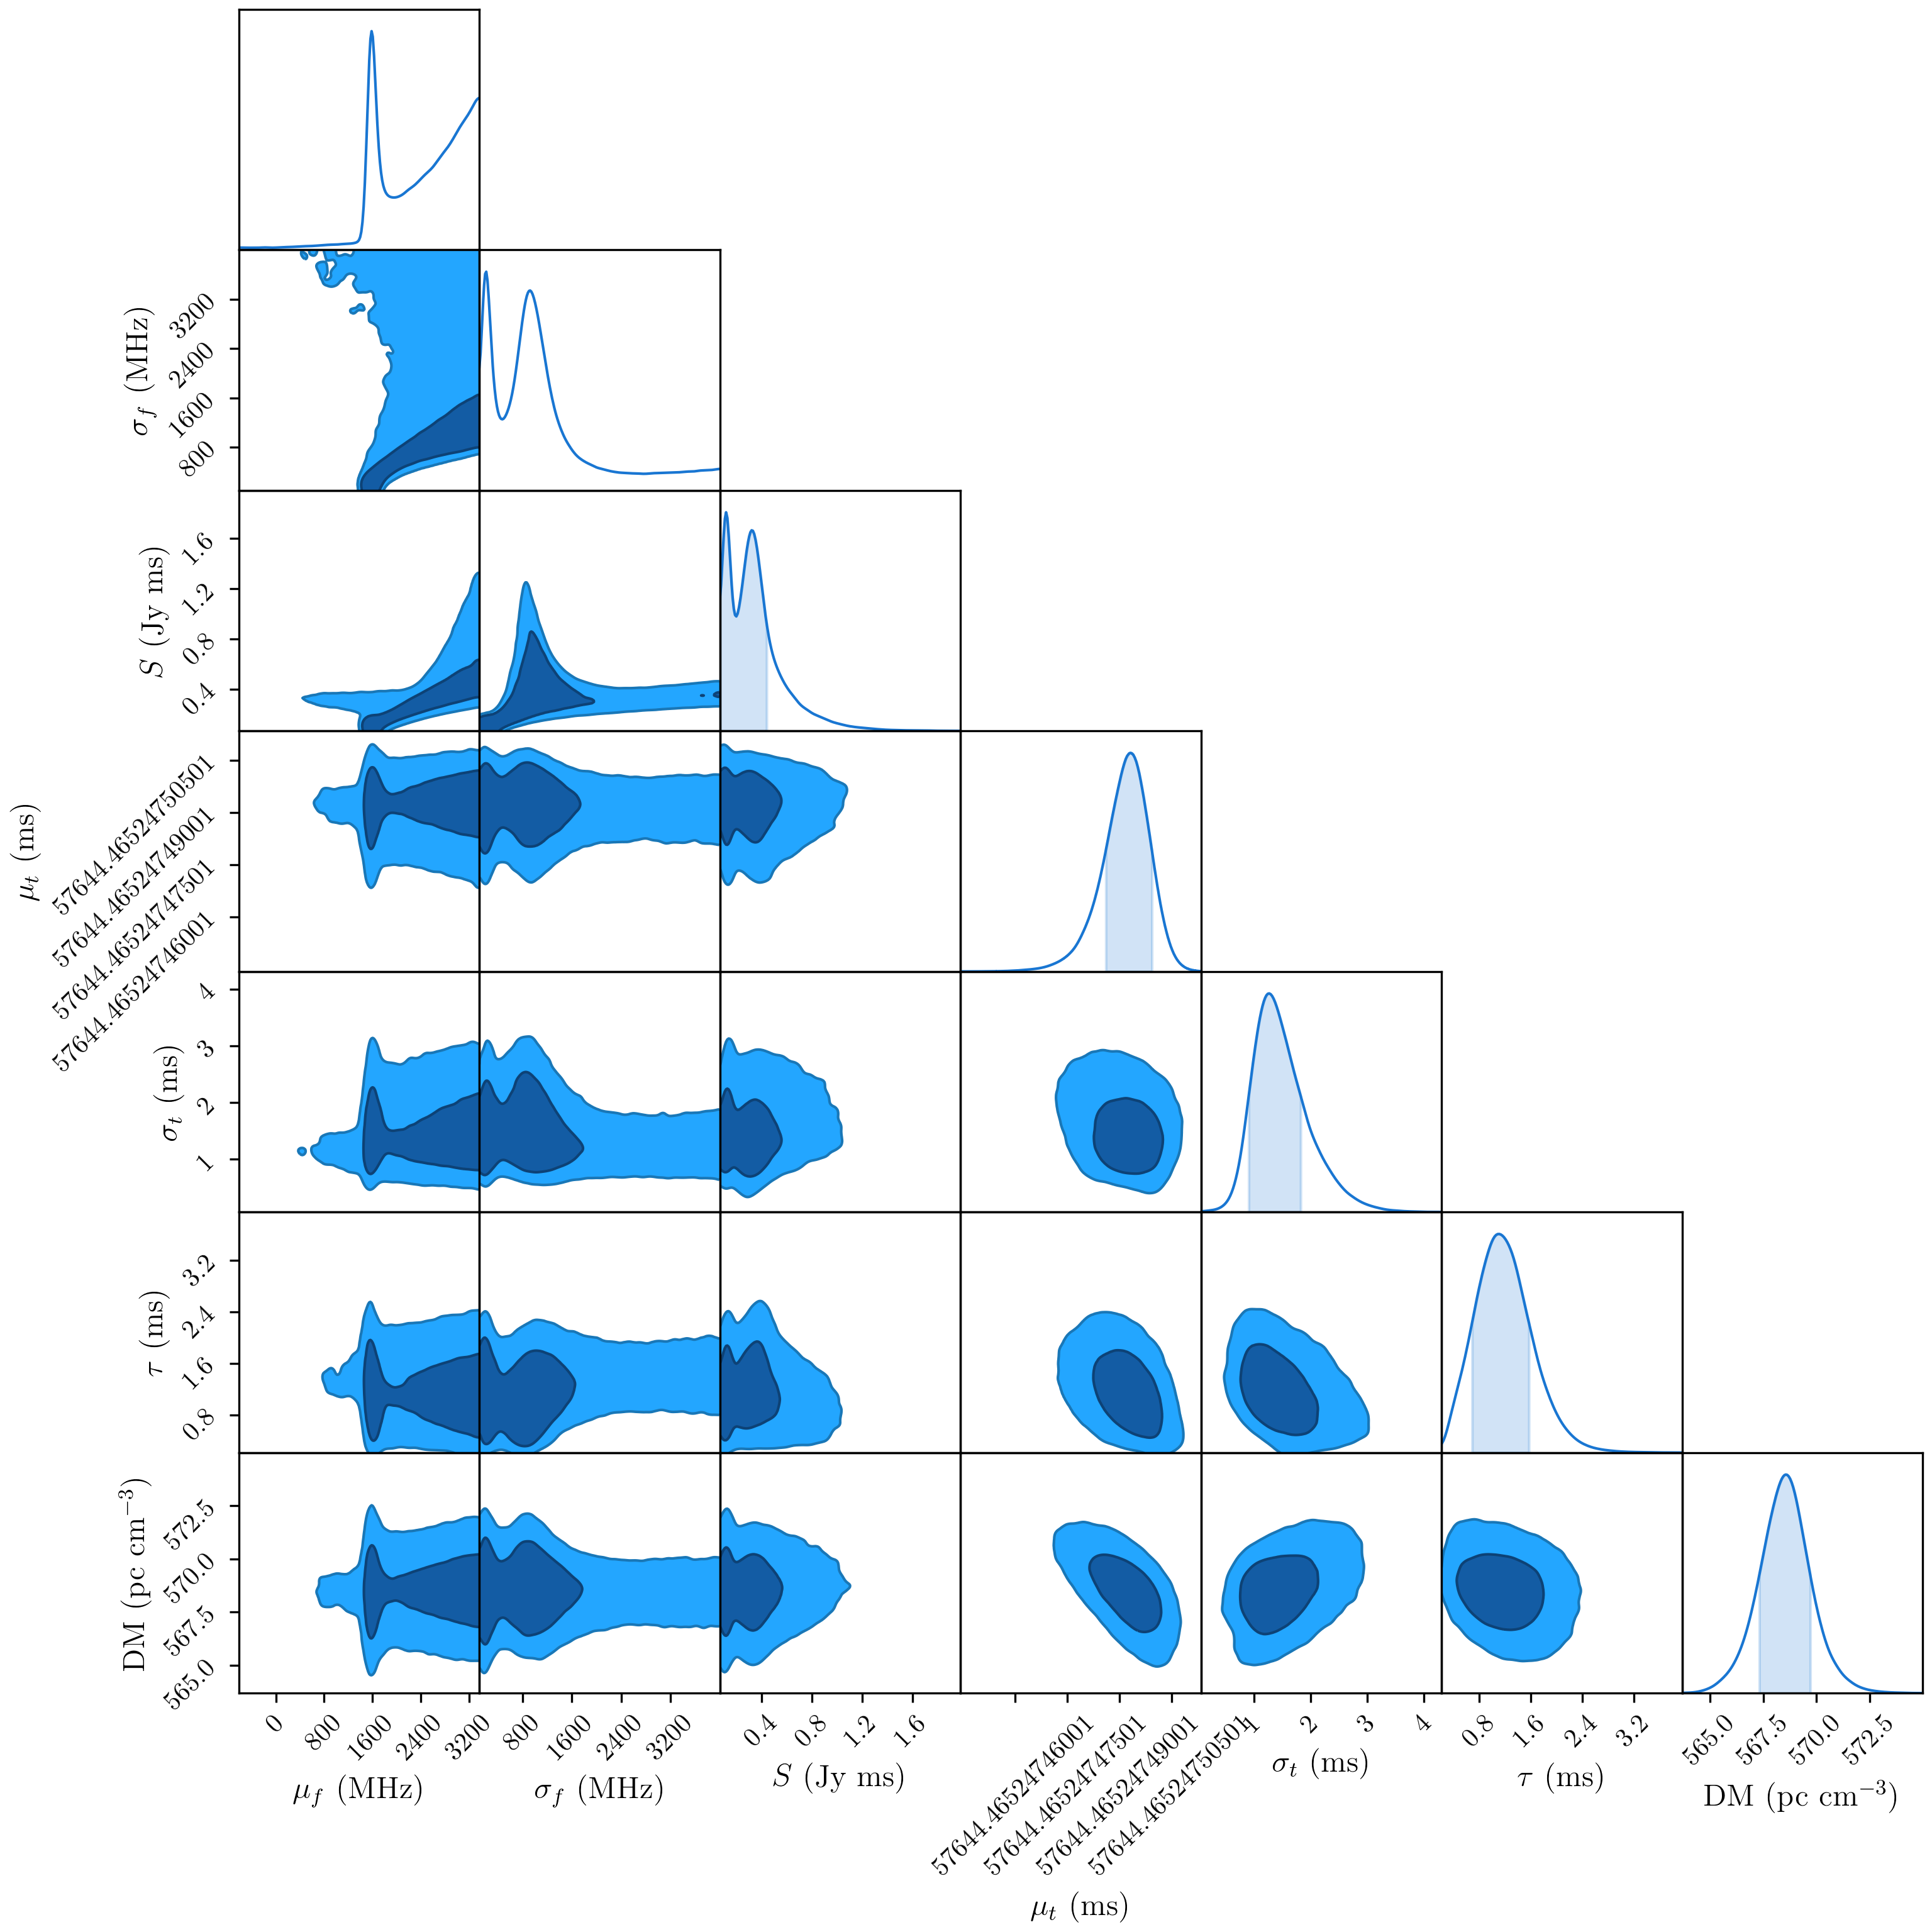 σ_f (MHz)
3200
2400
1600
800
S (Jy ms)
1.6
1.2
0.8
0.4
μ_t (ms)
57644.46524750501
57644.46524749001
57644.46524747501
57644.46524746001
σ_t (ms)
4
3
2
1
τ (ms)
3.2
2.4
1.6
0.8
DM (pc cm⁻³)
572.5
570.0
567.5
565.0
0 800 1600 2400 3200
μ_f (MHz)
800 1600 2400 3200
σ_f (MHz)
0.4 0.8 1.2 1.6
S (Jy ms)
57644.46524746001 57644.46524747501 57644.46524749001 57644.46524750501
μ_t (ms)
1 2 3 4
σ_t (ms)
0.8 1.6 2.4 3.2
τ (ms)
565.0 567.5 570.0 572.5
DM (pc cm⁻³)